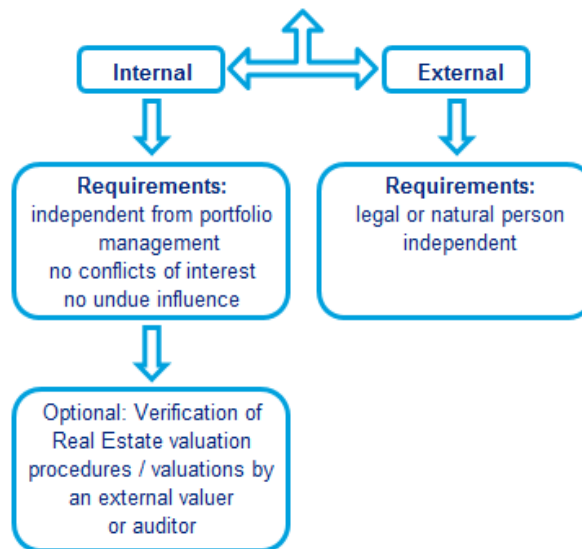 Internal
External
Requirements:
independent from portfolio
management
no conflicts of interest
no undue influence
Requirements:
legal or natural person
independent
Optional: Verification of
Real Estate valuation
procedures / valuations by
an external valuer
or auditor